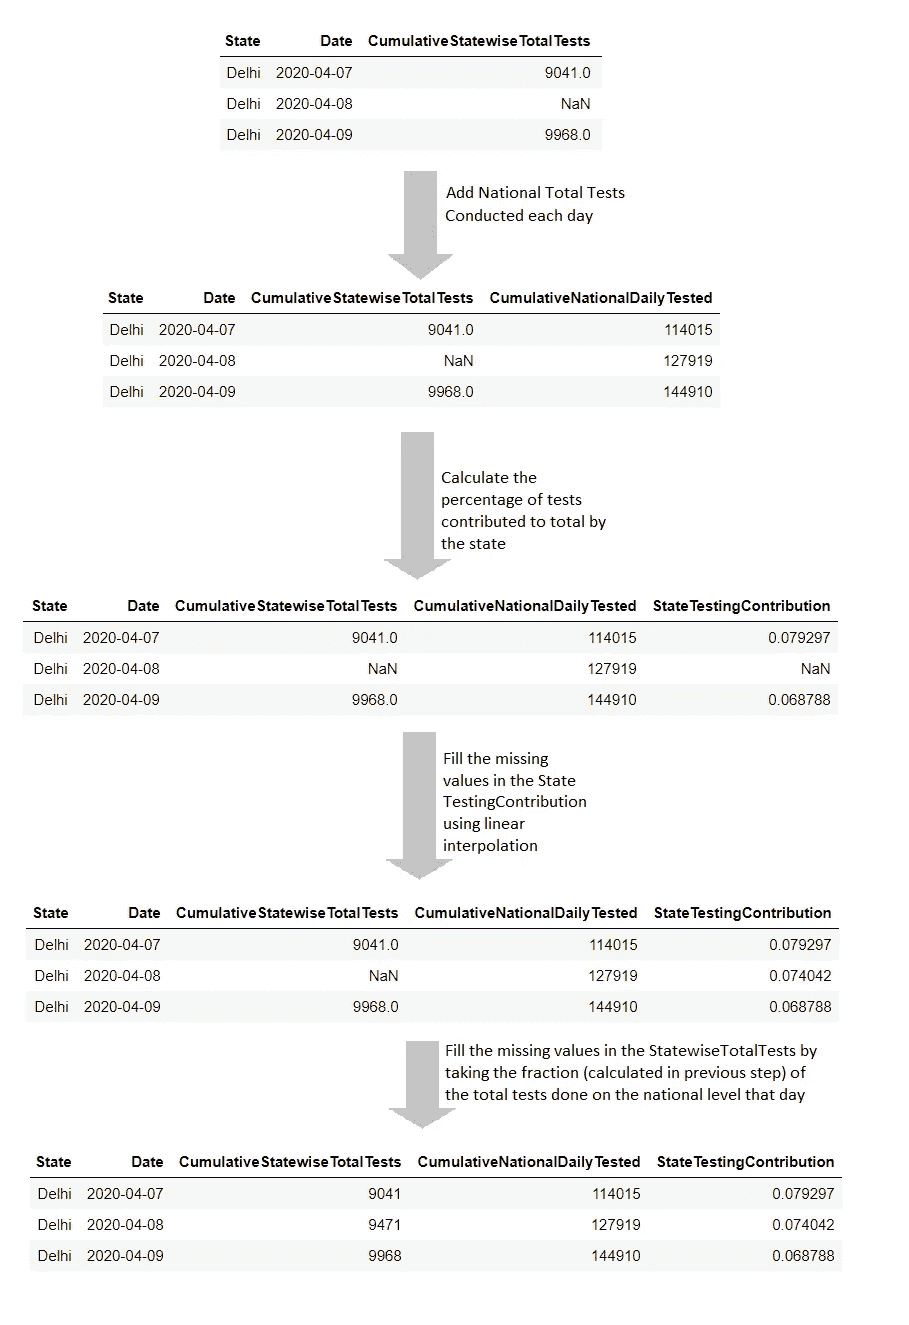 State Date CumulativeStatewiseTotalTests
Delhi 2020-04-07 9041.0
Delhi 2020-04-08 NaN
Delhi 2020-04-09 9968.0
Add National Total Tests
Conducted each day
State Date CumulativeStatewiseTotalTests CumulativeNationalDailyTested
Delhi 2020-04-07 9041.0 114015
Delhi 2020-04-08 NaN 127919
Delhi 2020-04-09 9968.0 144910
Calculate the
percentage of tests
contributed to total by
the state
State Date CumulativeStatewiseTotalTests CumulativeNationalDailyTested StateTestingContribution
Delhi 2020-04-07 9041.0 114015 0.079297
Delhi 2020-04-08 NaN 127919 NaN
Delhi 2020-04-09 9968.0 144910 0.068788
Fill the missing
values in the State
TestingContribution
using linear
interpolation
State Date CumulativeStatewiseTotalTests CumulativeNationalDailyTested StateTestingContribution
Delhi 2020-04-07 9041.0 114015 0.079297
Delhi 2020-04-08 NaN 127919 0.074042
Delhi 2020-04-09 9968.0 144910 0.068788
Fill the missing values in the StatewiseTotalTests by
taking the fraction (calculated in previous step) of
the total tests done on the national level that day
State Date CumulativeStatewiseTotalTests CumulativeNationalDailyTested StateTestingContribution
Delhi 2020-04-07 9041 114015 0.079297
Delhi 2020-04-08 9471 127919 0.074042
Delhi 2020-04-09 9968 144910 0.068788